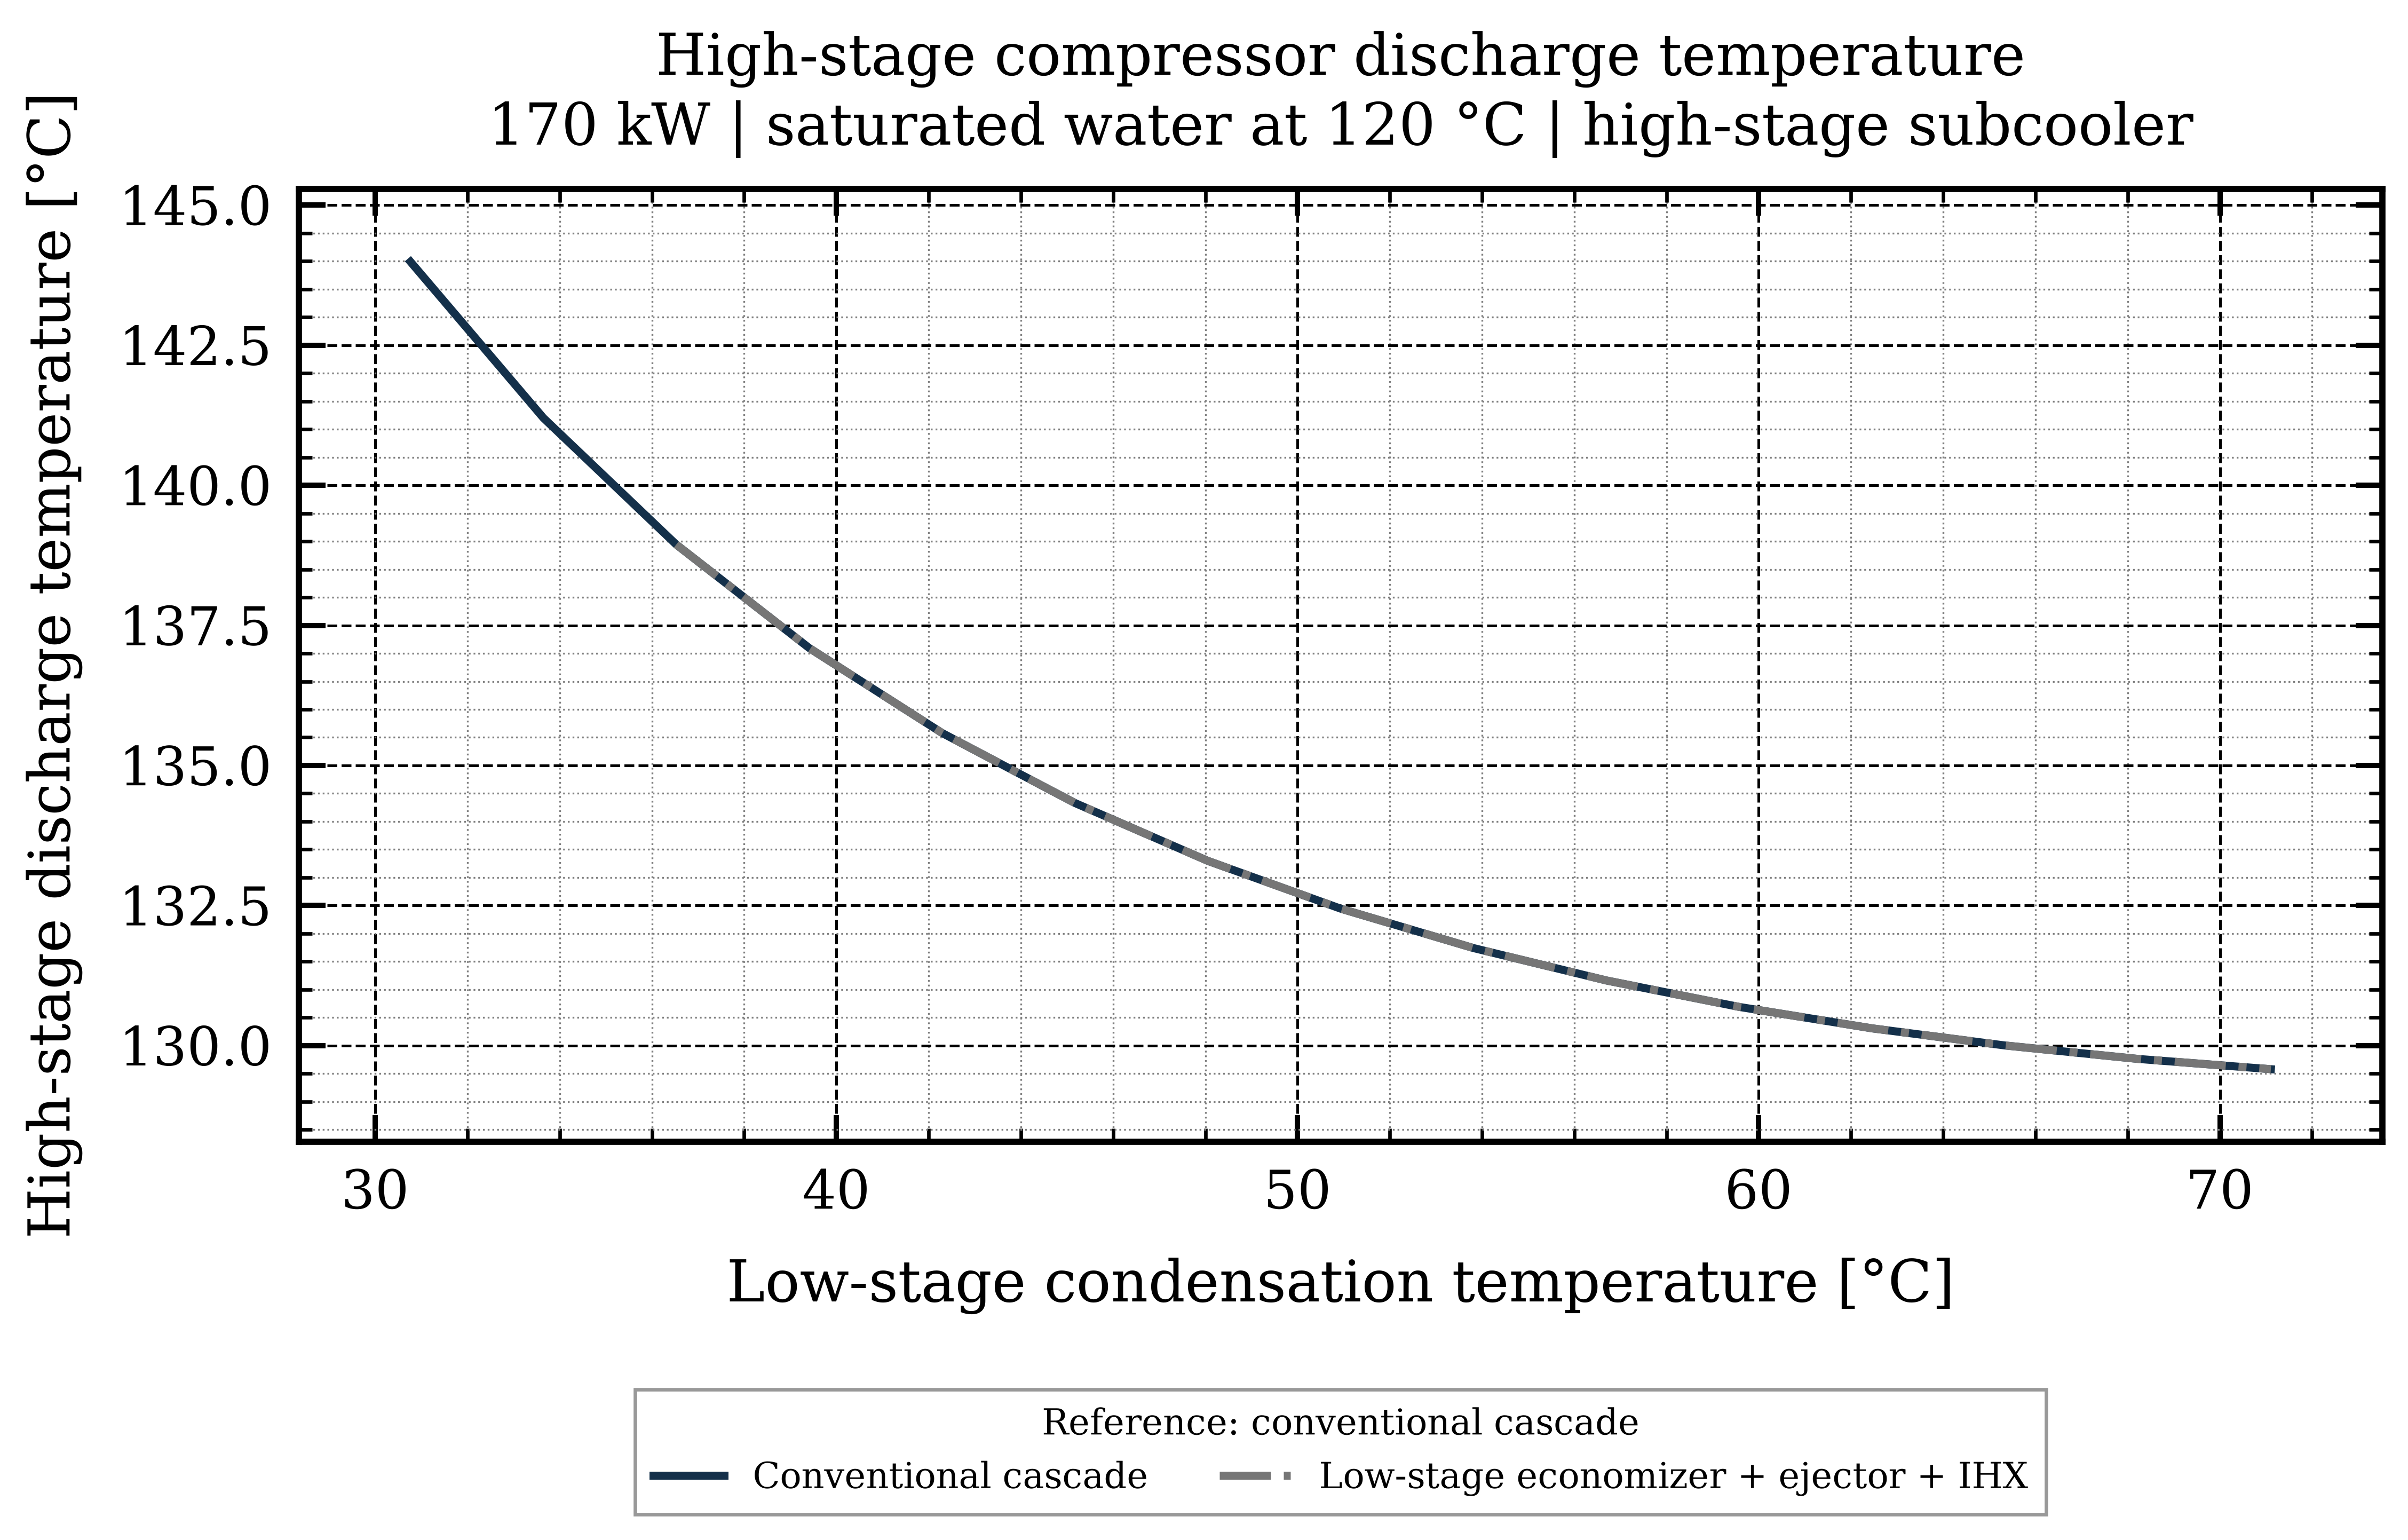 High-stage compressor discharge temperature
170 kW | saturated water at 120 °C | high-stage subcooler
High-stage discharge temperature [°C]
145.0
142.5
140.0
137.5
135.0
132.5
130.0
30 40 50 60 70
Low-stage condensation temperature [°C]
Reference: conventional cascade
Conventional cascade Low-stage economizer + ejector + IHX